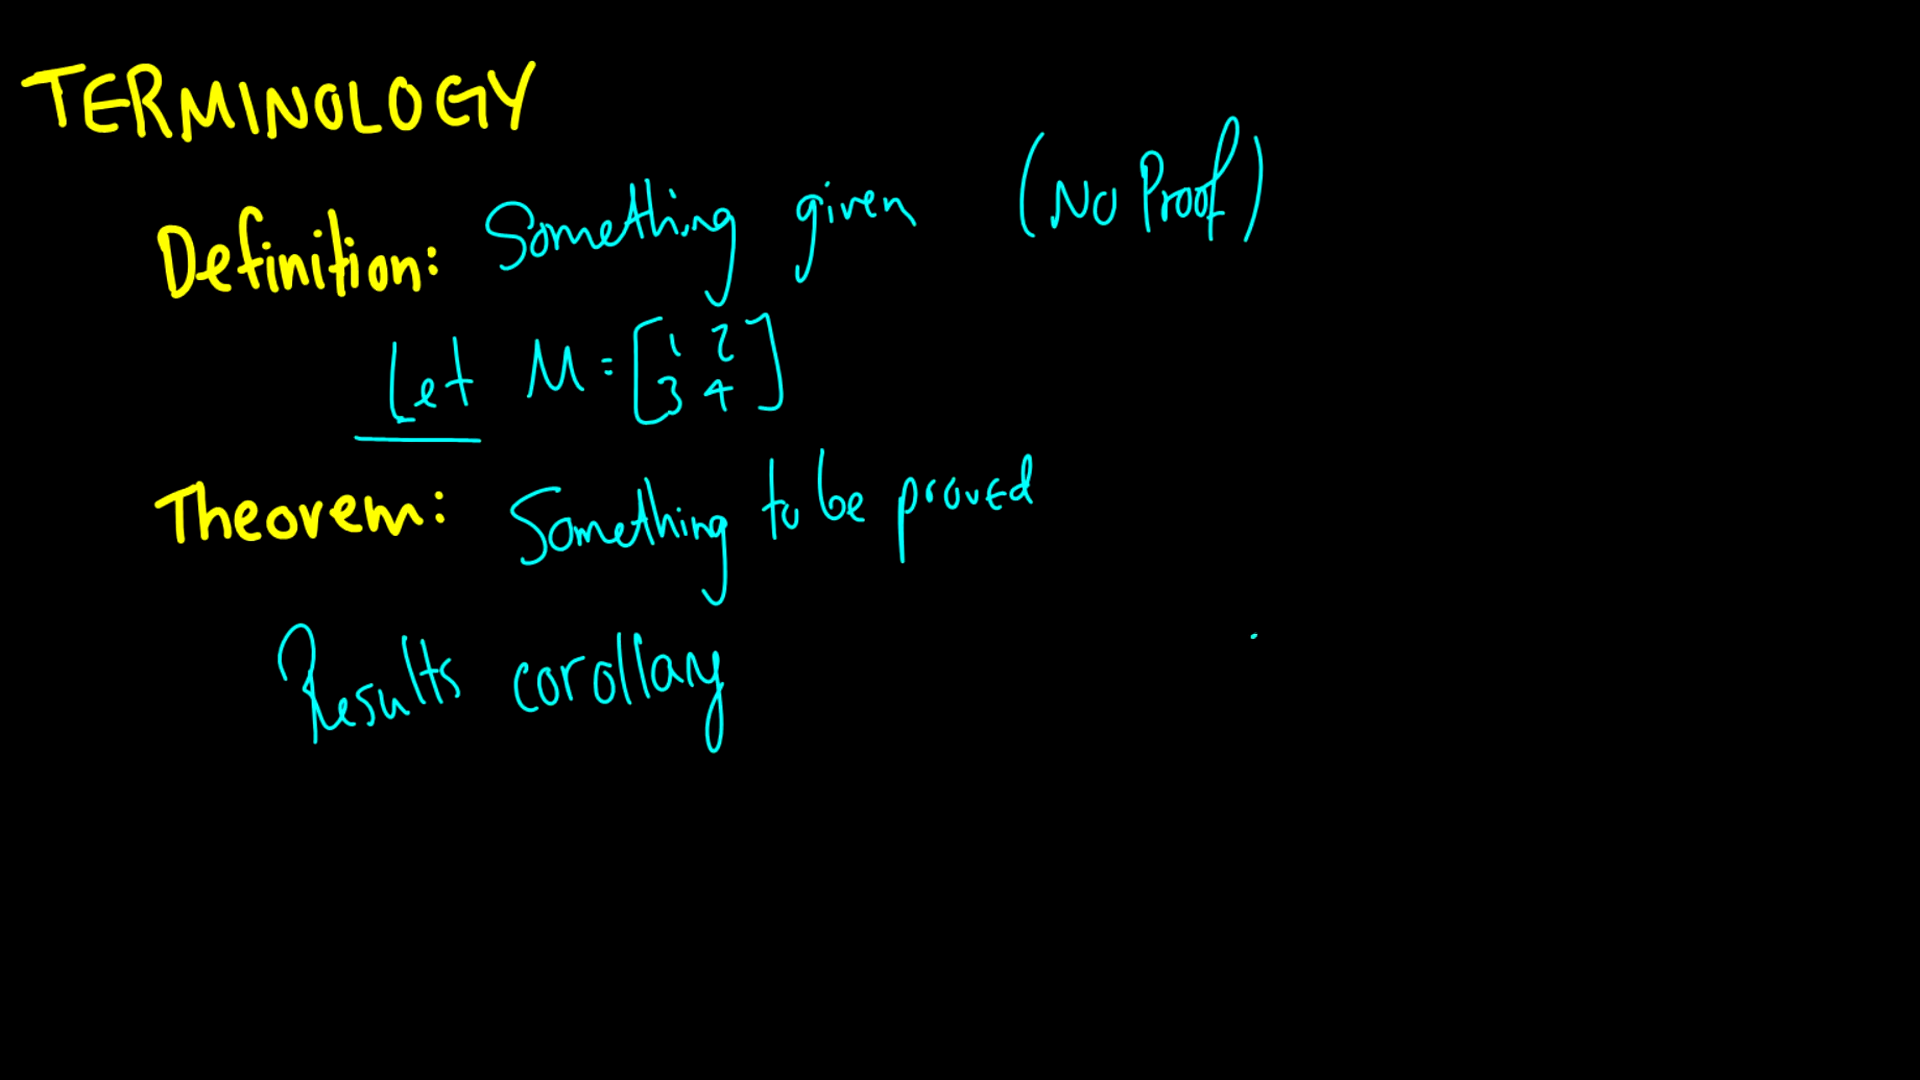 TERMINOLOGY
Definition: Something given (No Proof)
Let M = [1 2
3 4]
Theorem: Something to be proved
Results corollary